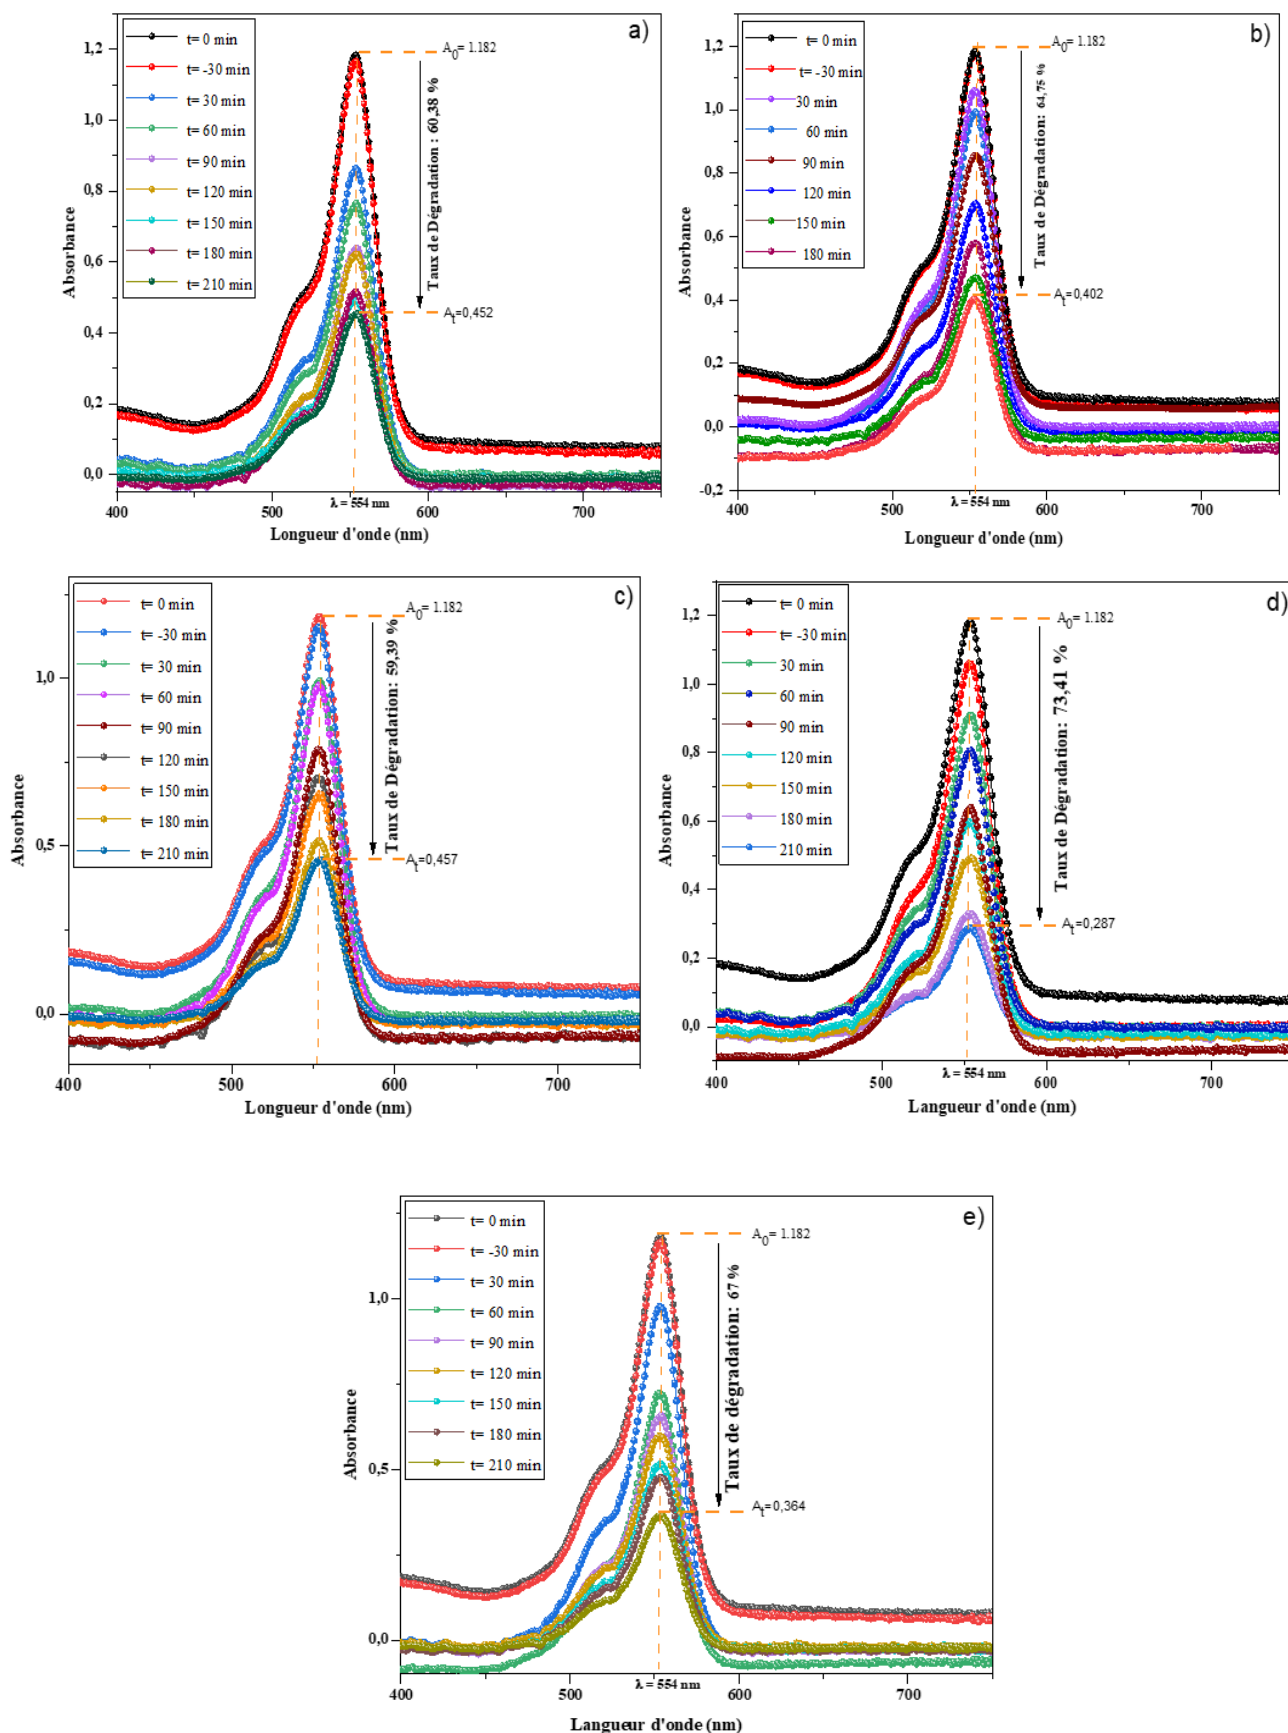 a)
t= 0 min
t= -30 min
t= 30 min
t= 60 min
t= 90 min
t= 120 min
t= 150 min
t= 180 min
t= 210 min
A0= 1.182
Taux de Dégradation : 60,38 %
At=0,452
1,2
1,0
0,8
0,6
0,4
0,2
0,0
Absorbance
400
500
600
700
λ = 554 nm
Longueur d'onde (nm)
b)
t= 0 min
t= -30 min
30 min
60 min
90 min
120 min
150 min
180 min
A0= 1.182
Taux de Dégradation: 64,75 %
At=0,402
1,2
1,0
0,8
0,6
0,4
0,2
0,0
-0,2
Absorbance
400
500
600
700
λ = 554 nm
Longueur d'onde (nm)
c)
t= 0 min
t= -30 min
t= 30 min
t= 60 min
t= 90 min
t= 120 min
t= 150 min
t= 180 min
t= 210 min
A0= 1.182
Taux de Dégradation: 59,39 %
At=0,457
1,0
0,5
0,0
Absorbance
400
500
600
700
Longueur d'onde (nm)
d)
t= 0 min
t= -30 min
30 min
60 min
90 min
120 min
150 min
180 min
210 min
A0= 1.182
Taux de Dégradation: 73,41 %
At=0,287
1,2
1,0
0,8
0,6
0,4
0,2
0,0
Absorbance
400
500
600
700
λ = 554 nm
Langueur d'onde (nm)
e)
t= 0 min
t= -30 min
t= 30 min
t= 60 min
t= 90 min
t= 120 min
t= 150 min
t= 180 min
t= 210 min
A0= 1.182
Taux de dégradation: 67 %
At=0,364
1,0
0,5
0,0
Absorbance
400
500
600
700
λ = 554 nm
Langueur d'onde (nm)